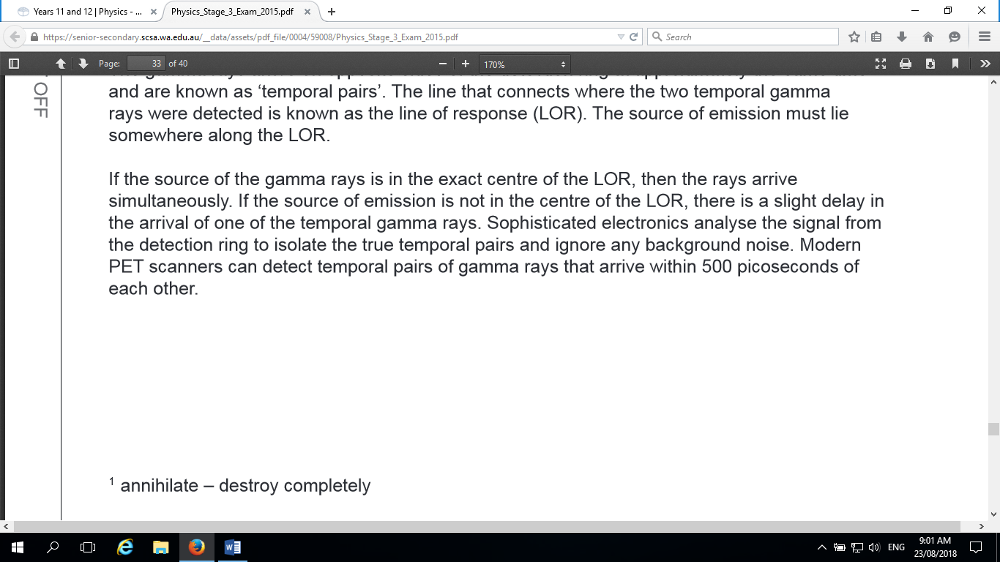 Years 11 and 12 | Physics - ...
Physics_Stage_3_Exam_2015.pdf
https://senior-secondary.scsa.wa.edu.au/__data/assets/pdf_file/0004/59008/Physics_Stage_3_Exam_2015.pdf
Search
Page: 33 of 40
170%
OFF
and are known as ‘temporal pairs’. The line that connects where the two temporal gamma
rays were detected is known as the line of response (LOR). The source of emission must lie
somewhere along the LOR.
If the source of the gamma rays is in the exact centre of the LOR, then the rays arrive
simultaneously. If the source of emission is not in the centre of the LOR, there is a slight delay in
the arrival of one of the temporal gamma rays. Sophisticated electronics analyse the signal from
the detection ring to isolate the true temporal pairs and ignore any background noise. Modern
PET scanners can detect temporal pairs of gamma rays that arrive within 500 picoseconds of
each other.
1 annihilate – destroy completely
ENG
9:01 AM
23/08/2018